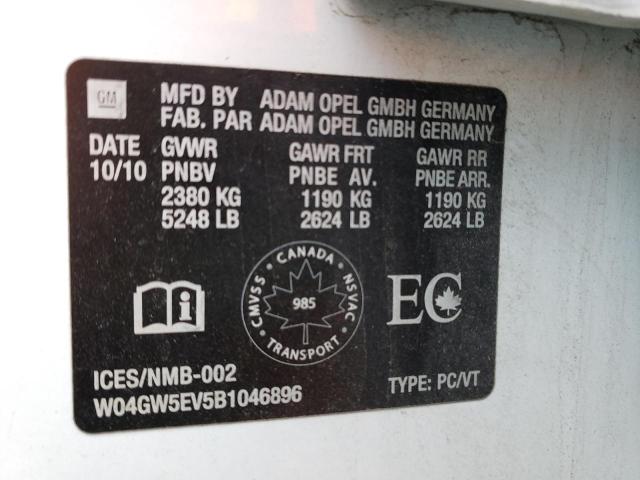 GM
MFD BY ADAM OPEL GMBH GERMANY
FAB. PAR ADAM OPEL GMBH GERMANY
DATE GVWR GAWR FRT GAWR RR
10/10 PNBV PNBE AV. PNBE ARR.
2380 KG 1190 KG 1190 KG
5248 LB 2624 LB 2624 LB
CANADA
CMVSS 985 NSVAC
TRANSPORT
i
EC
ICES/NMB-002
TYPE: PC/VT
W04GW5EV5B1046896